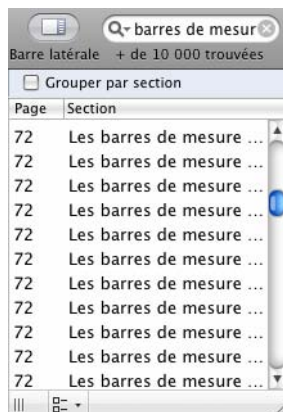 barres de mesur
Barre latérale + de 10 000 trouvées
Grouper par section
Page Section
72 Les barres de mesure ...
72 Les barres de mesure ...
72 Les barres de mesure ...
72 Les barres de mesure ...
72 Les barres de mesure ...
72 Les barres de mesure ...
72 Les barres de mesure ...
72 Les barres de mesure ...
72 Les barres de mesure ...
72 Les barres de mesure ...
72 Les barres de mesure ...